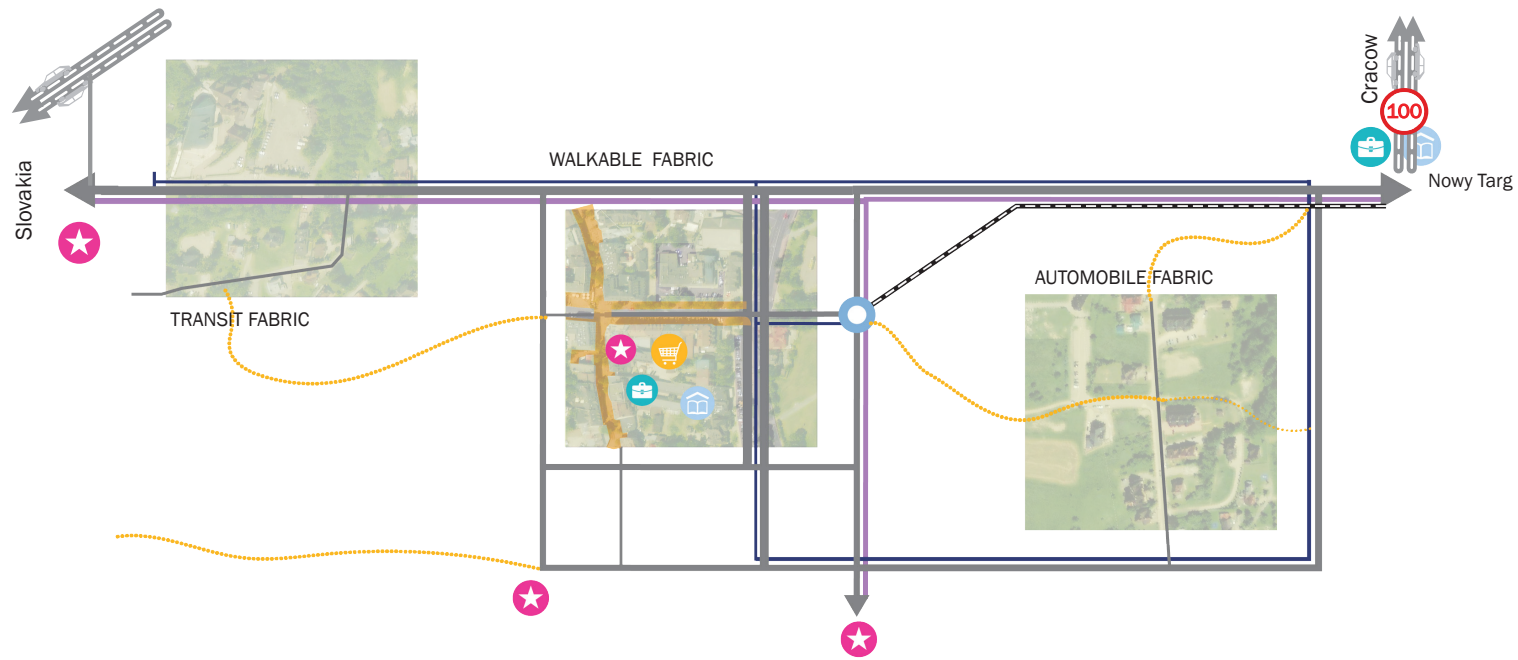 Cracow
100
WALKABLE FABRIC
Slovakia
Nowy Targ
AUTOMOBILE FABRIC
TRANSIT FABRIC